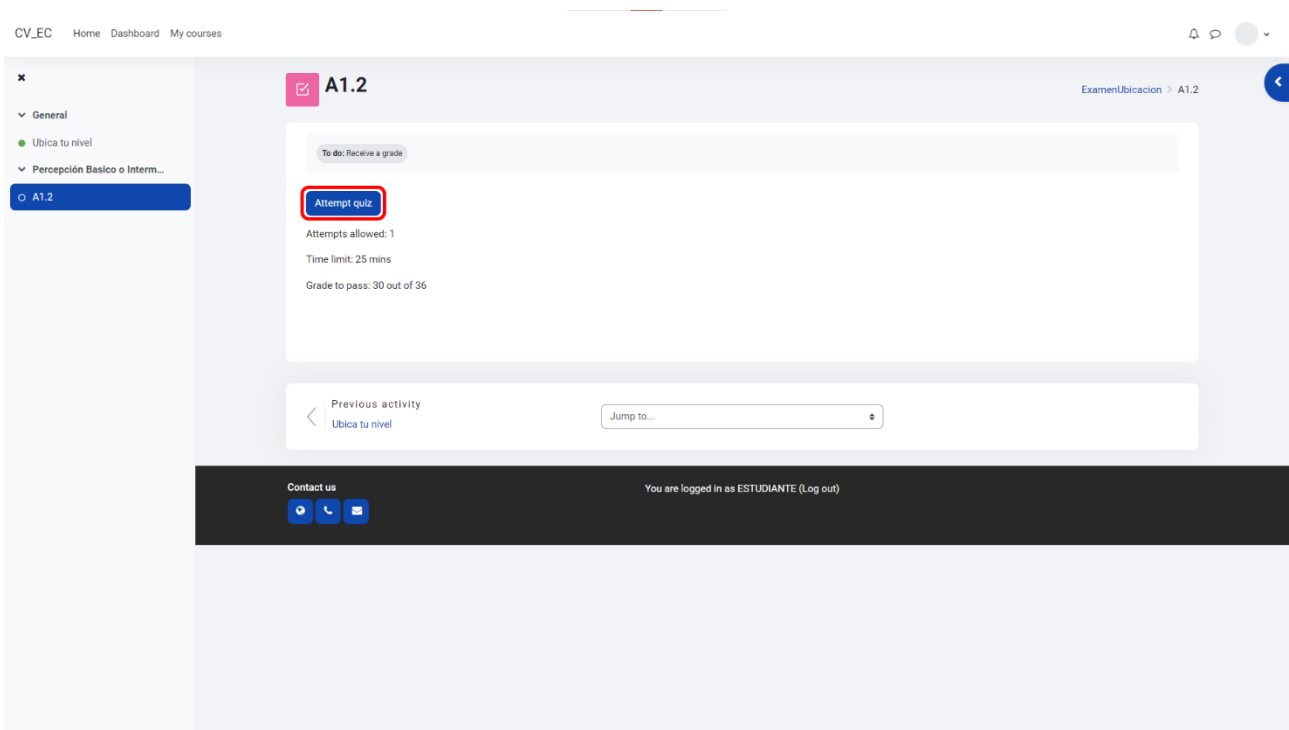 CV_EC Home Dashboard My courses
General
Ubica tu nivel
Percepción Basico o Interm...
A1.2
A1.2
ExamenUbicacion > A1.2
To do: Receive a grade
Attempt quiz
Attempts allowed: 1
Time limit: 25 mins
Grade to pass: 30 out of 36
Previous activity
Ubica tu nivel
Jump to...
Contact us
You are logged in as ESTUDIANTE (Log out)